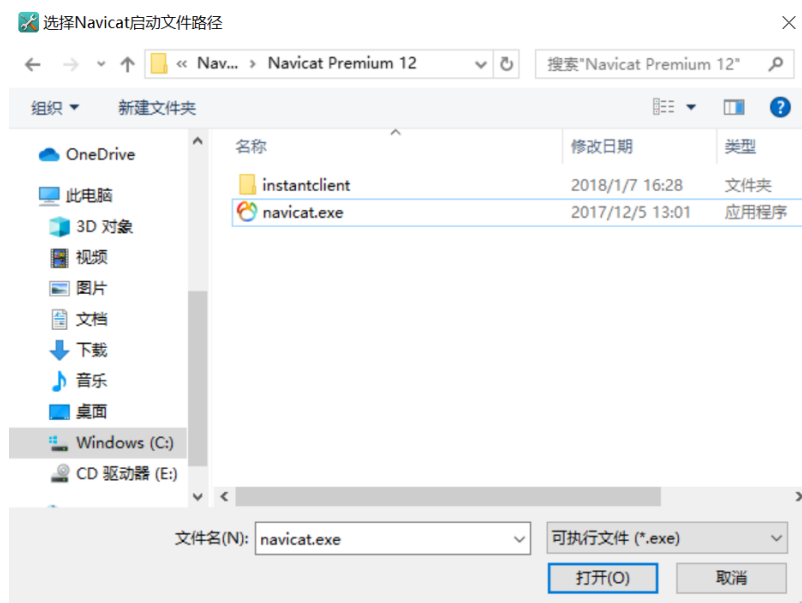 选择Navicat启动文件路径
« Nav... › Navicat Premium 12
搜索"Navicat Premium 12"
组织
新建文件夹
名称 修改日期 类型
instantclient 2018/1/7 16:28 文件夹
navicat.exe 2017/12/5 13:01 应用程序
OneDrive
此电脑
3D 对象
视频
图片
文档
下载
音乐
桌面
Windows (C:)
CD 驱动器 (E:)
文件名(N): navicat.exe
可执行文件 (*.exe)
打开(O) 取消